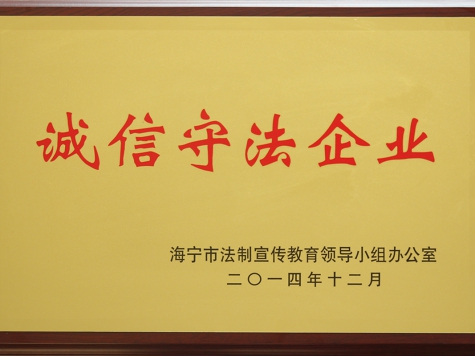 诚信守法企业
海宁市法制宣传教育领导小组办公室
二〇一四年十二月